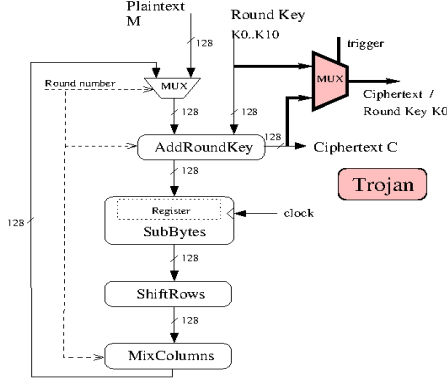 Plaintext
M
128
Round Key
K0..K10
trigger
MUX
Ciphertext /
Round Key K0
Round number
MUX
128
128
128
AddRoundKey
Ciphertext C
Trojan
128
Register
SubBytes
clock
128
128
ShiftRows
128
MixColumns